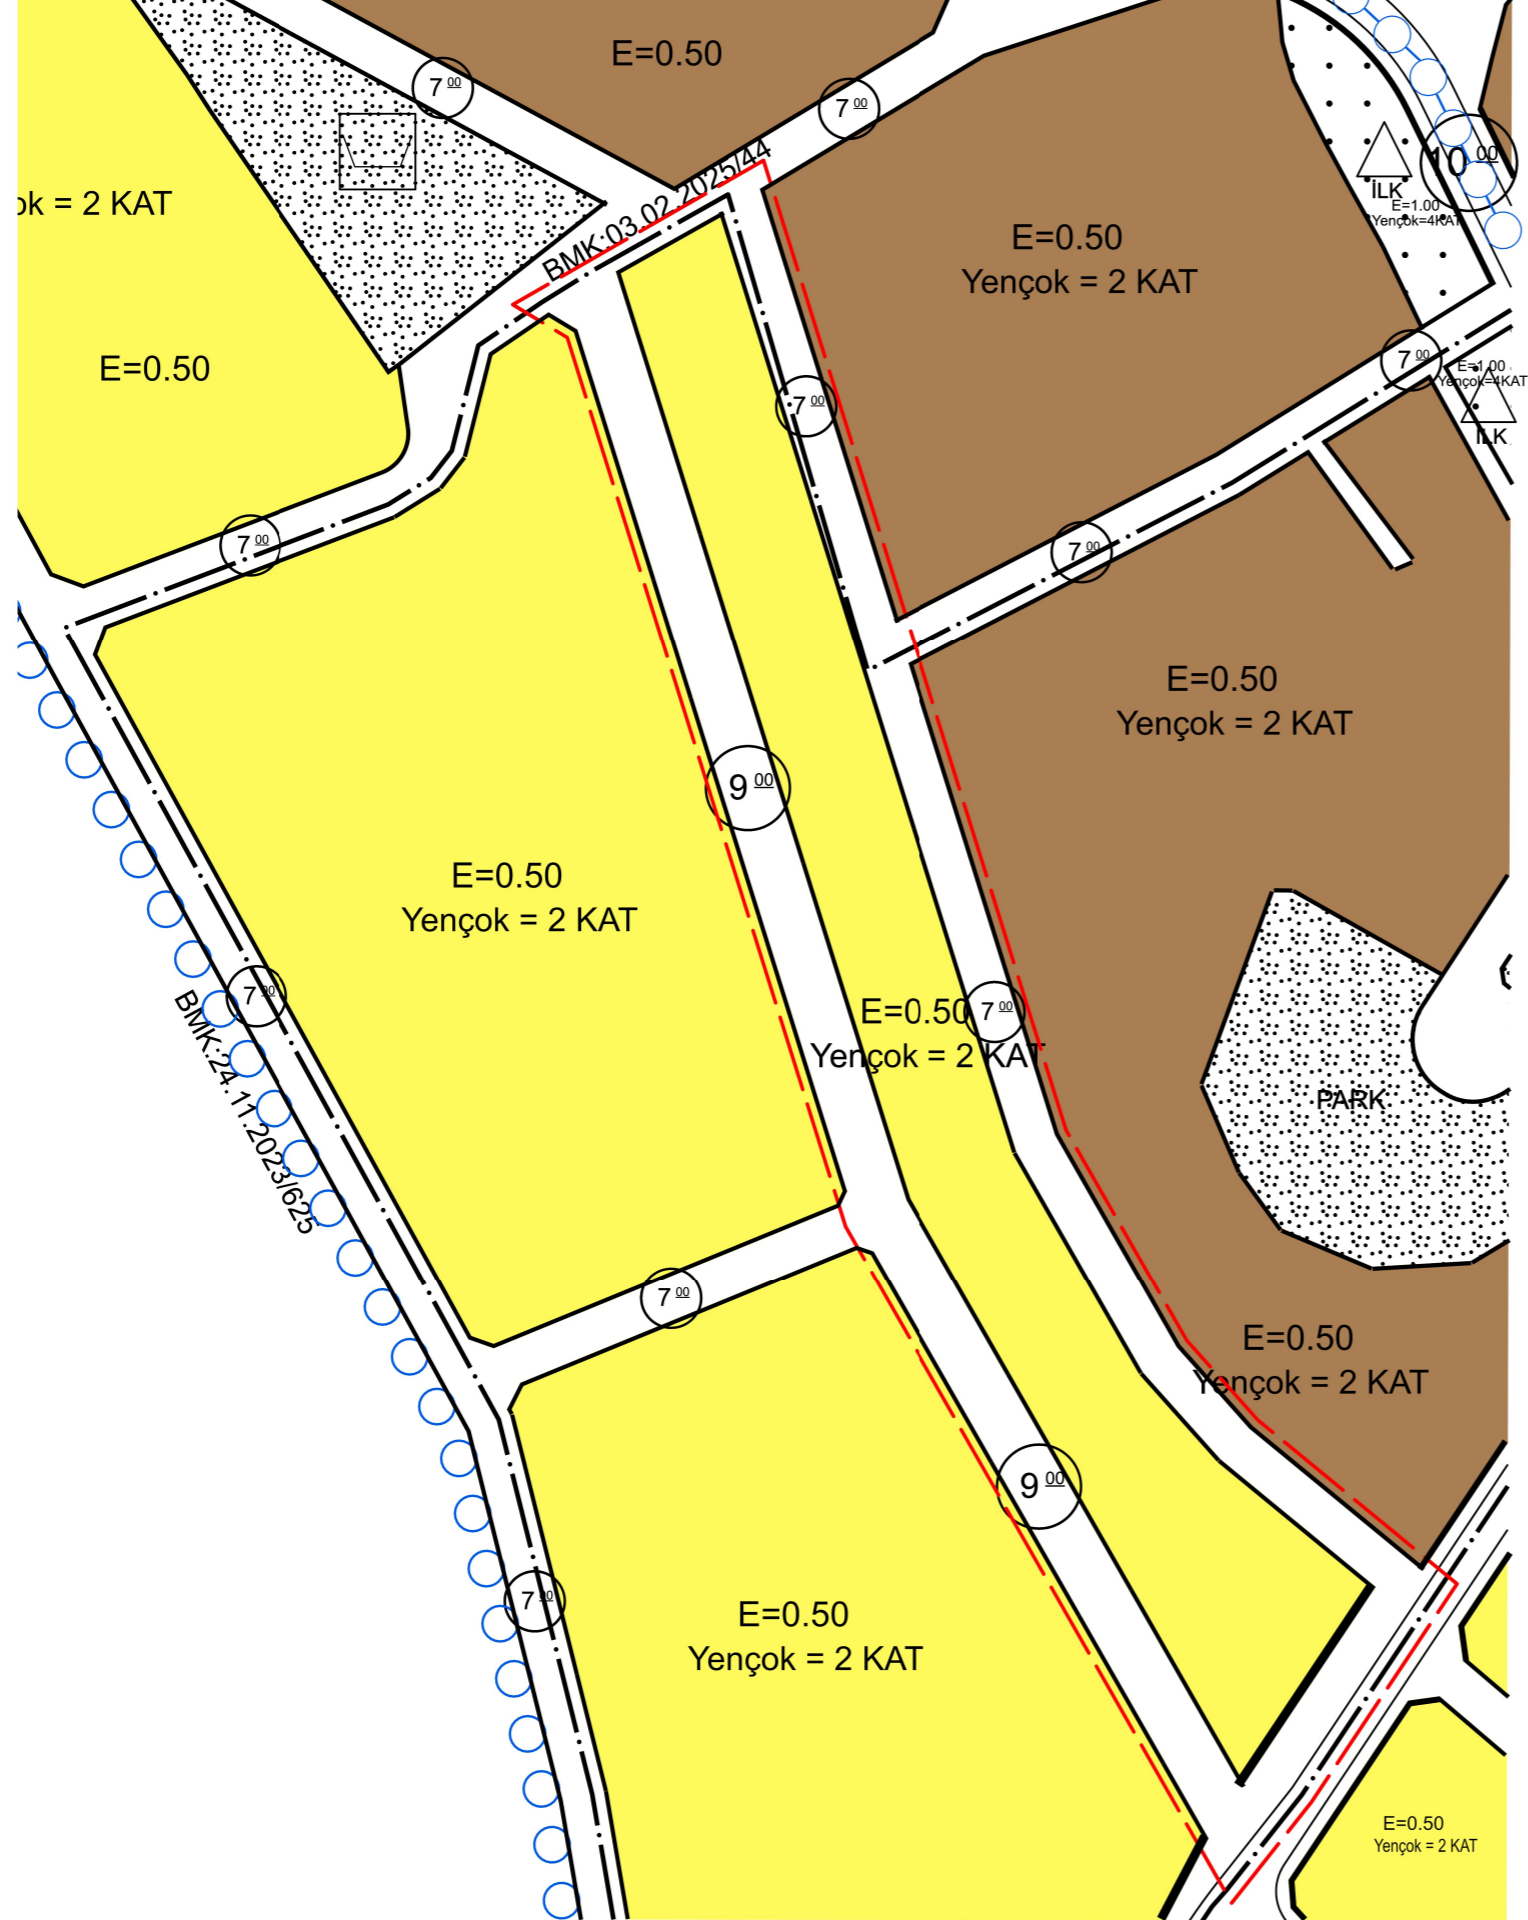 E=0.50
7 00
7 00
BMK:03.02.2025/44
10 00
İLK
E=1.00
Yençok=4KAT
ok = 2 KAT
E=0.50
Yençok = 2 KAT
E=0.50
7 00
E=1.00
Yençok=4KAT
İLK
7 00
7 00
7 00
E=0.50
Yençok = 2 KAT
9 00
E=0.50
Yençok = 2 KAT
7 00
BMK:24.11.2023/625
E=0.50
Yençok = 2 KAT
7 00
PARK
7 00
E=0.50
Yençok = 2 KAT
9 00
7 00
E=0.50
Yençok = 2 KAT
E=0.50
Yençok = 2 KAT